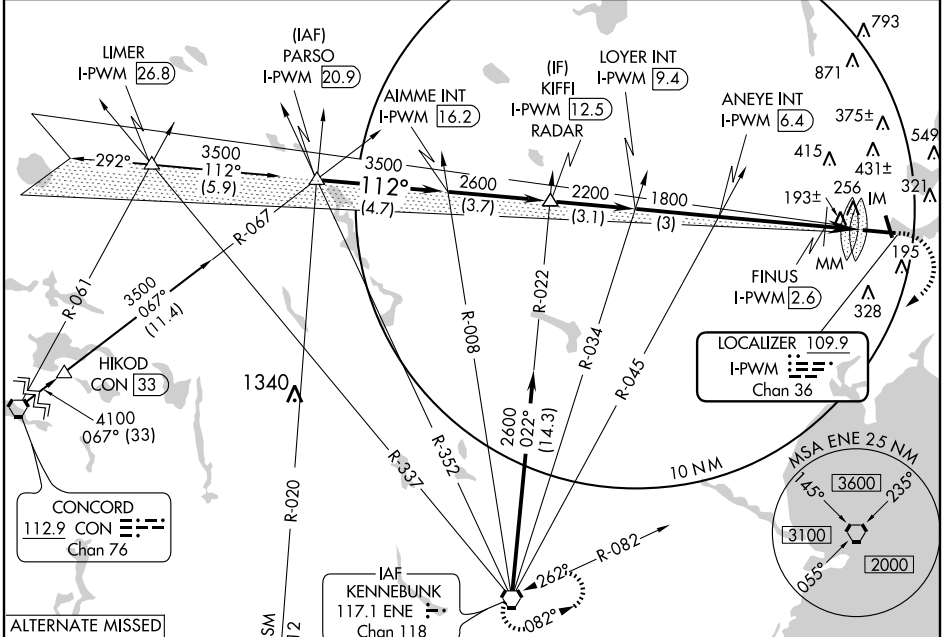 793
871
(IAF)
PARSO
I-PWM 20.9
LIMER
I-PWM 26.8
LOYER INT
I-PWM 9.4
(IF)
KIFFI
I-PWM 12.5
RADAR
AIMME INT
I-PWM 16.2
ANEYE INT
I-PWM 6.4
375±
415
549
431±
321
193±
256
IM
292°
3500
112°
(5.9)
3500
112°
(4.7)
2600
(3.7)
2200
(3.1)
1800
(3)
MM
195
FINUS
I-PWM 2.6
328
R-061
R-067
3500
067°
(11.4)
HIKOD
CON 33
4100
067° (33)
R-008
R-022
R-034
R-045
LOCALIZER 109.9
I-PWM
Chan 36
1340
R-337
R-352
2600
022°
(14.3)
10 NM
R-020
CONCORD
112.9 CON
Chan 76
MSA ENE 25 NM
145°
3600
235°
3100
055°
2000
R-082
262°
082°
IAF
KENNEBUNK
117.1 ENE
Chan 118
SM
12
ALTERNATE MISSED